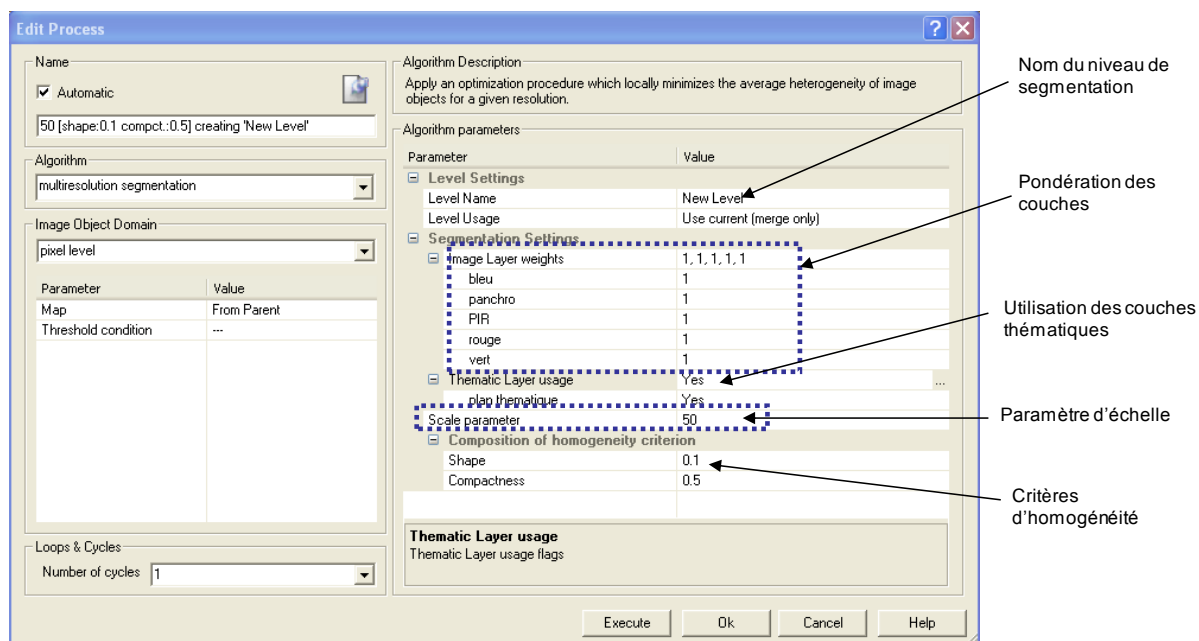 Edit Process
Name
Automatic
50 [shape:0.1 compct.:0.5] creating 'New Level'
Algorithm
multiresolution segmentation
Image Object Domain
pixel level
Parameter Value
Map From Parent
Threshold condition ---
Loops & Cycles
Number of cycles 1
Algorithm Description
Apply an optimization procedure which locally minimizes the average heterogeneity of image
objects for a given resolution.
Algorithm parameters
Parameter Value
Level Settings
Level Name New Level
Level Usage Use current (merge only)
Segmentation Settings
Image Layer weights 1, 1, 1, 1, 1
bleu 1
panchro 1
PIR 1
rouge 1
vert 1
Thematic Layer usage Yes ...
plan thematique Yes
Scale parameter 50
Composition of homogeneity criterion
Shape 0.1
Compactness 0.5
Thematic Layer usage
Thematic Layer usage flags
Execute Ok Cancel Help
Nom du niveau de
segmentation
Pondération des
couches
Utilisation des couches
thématiques
Paramètre d'échelle
Critères
d'homogénéité